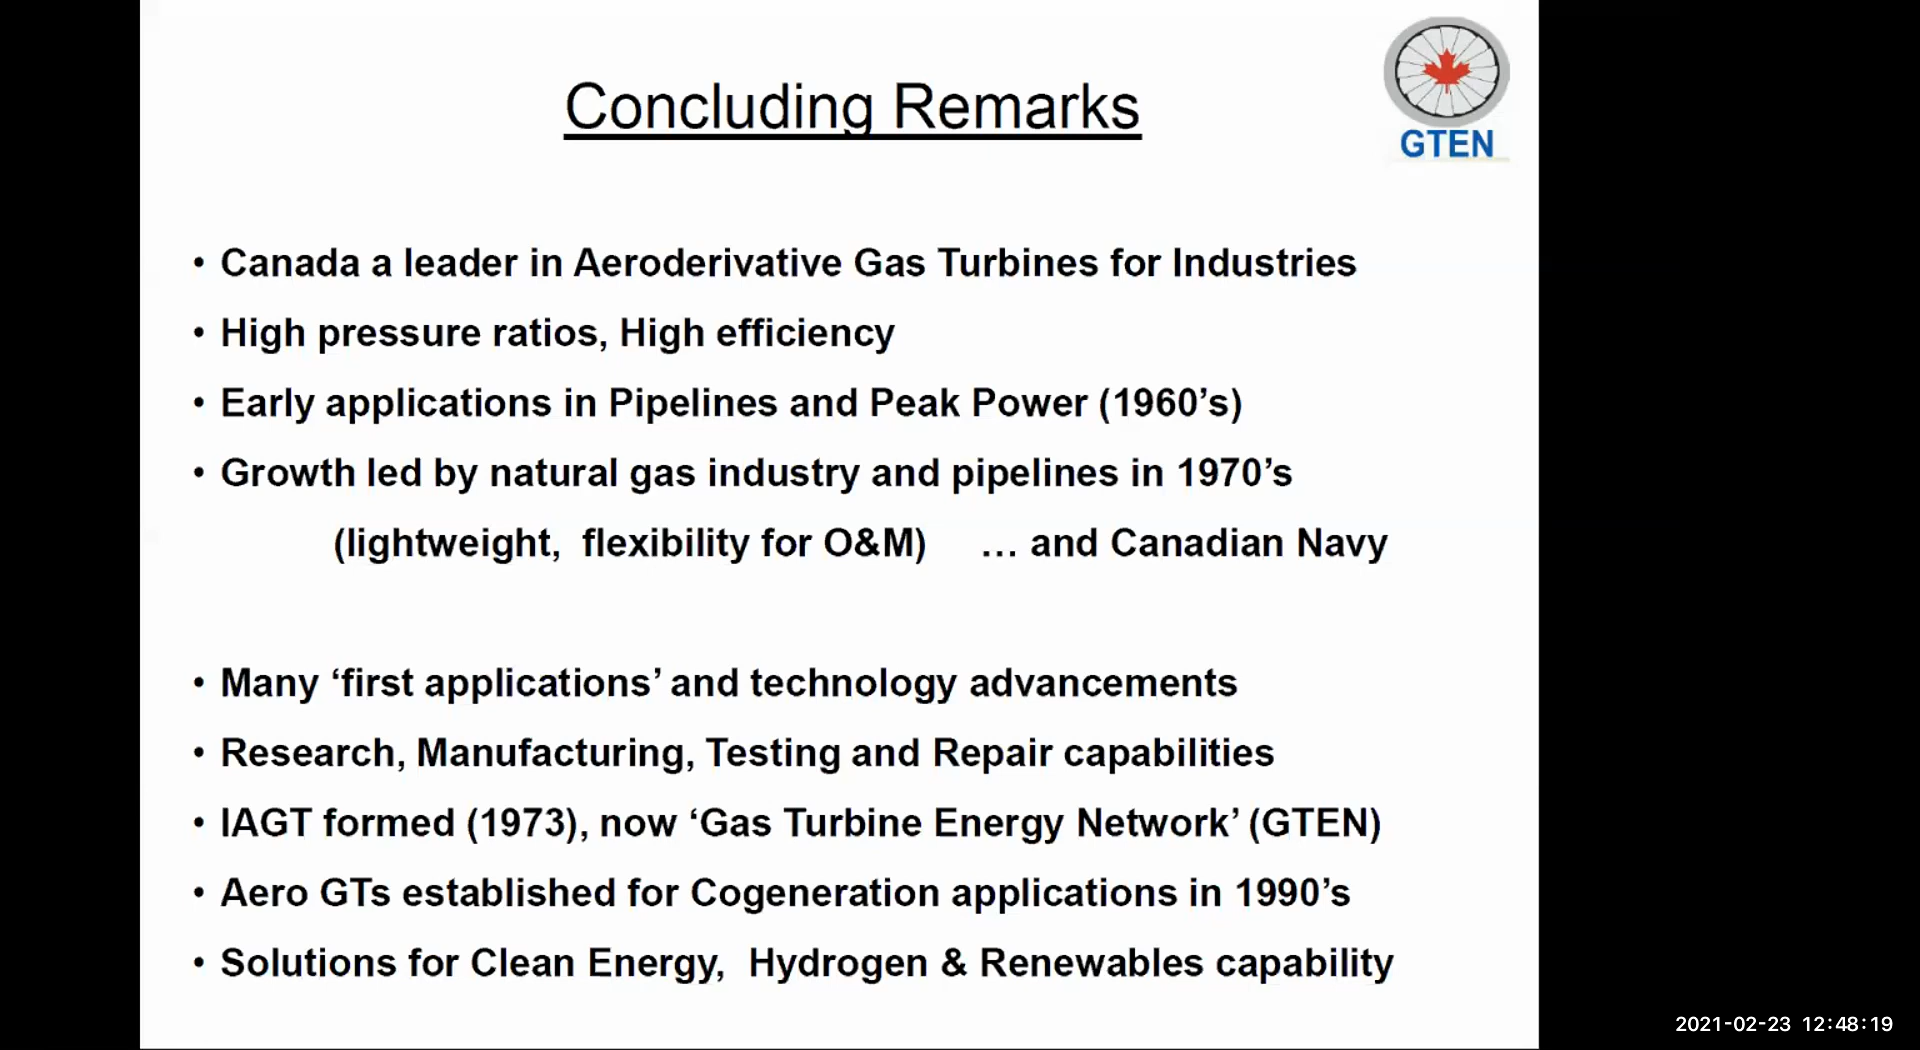 Concluding Remarks
GTEN
• Canada a leader in Aeroderivative Gas Turbines for Industries
• High pressure ratios, High efficiency
• Early applications in Pipelines and Peak Power (1960’s)
• Growth led by natural gas industry and pipelines in 1970’s
(lightweight,  flexibility for O&M)     … and Canadian Navy
• Many ‘first applications’ and technology advancements
• Research, Manufacturing, Testing and Repair capabilities
• IAGT formed (1973), now ‘Gas Turbine Energy Network’ (GTEN)
• Aero GTs established for Cogeneration applications in 1990’s
• Solutions for Clean Energy,  Hydrogen & Renewables capability
2021-02-23 12:48:19